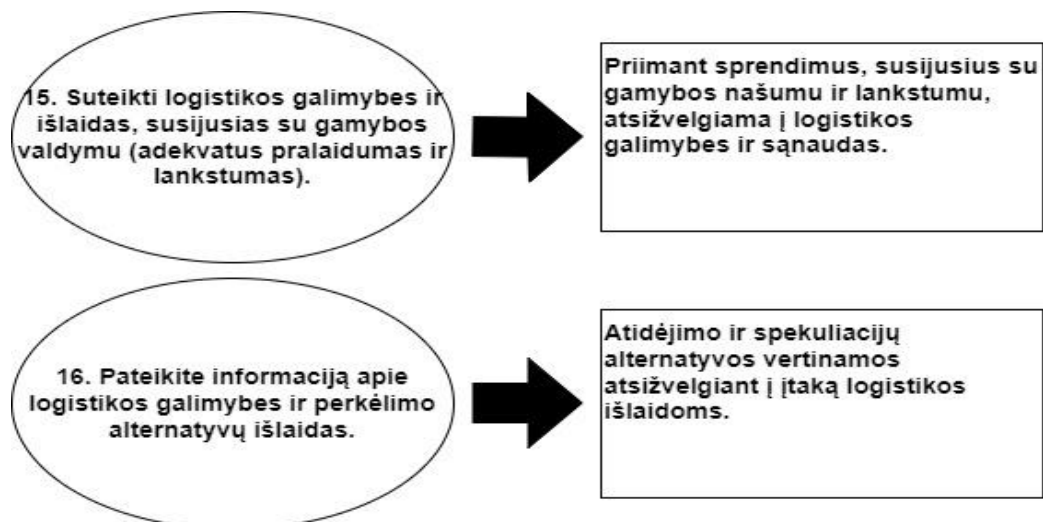 15. Suteikti logistikos galimybes ir
išlaidas, susijusias su gamybos
valdymu (adekvatus pralaidumas ir
lankstumas).
Priimant sprendimus, susijusius su
gamybos našumu ir lankstumu,
atsižvelgiama į logistikos
galimybes ir sąnaudas.
16. Pateikite informaciją apie
logistikos galimybes ir perkėlimo
alternatyvų išlaidas.
Atidėjimo ir spekuliacijų
alternatyvos vertinamos
atsižvelgiant į įtaką logistikos
išlaidoms.